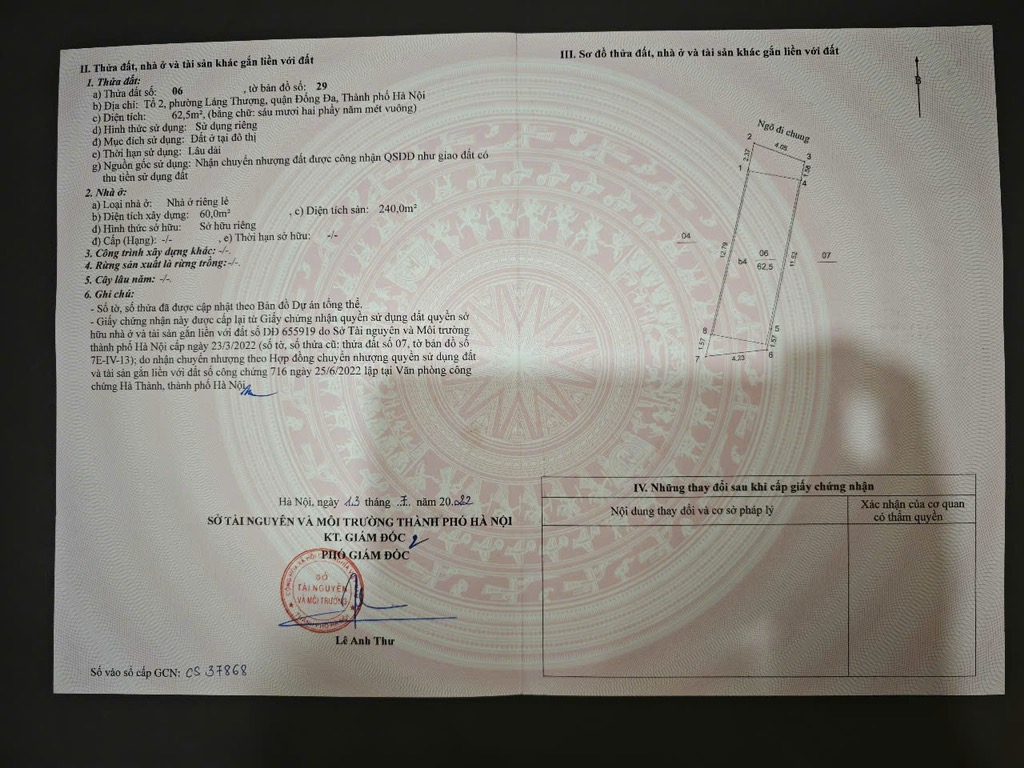 II. Thửa đất, nhà ở và tài sản khác gắn liền với đất
1. Thửa đất:
a) Thửa đất số: 06 , tờ bản đồ số: 29
b) Địa chỉ: Tổ 2, phường Láng Thượng, quận Đống Đa, Thành phố Hà Nội
c) Diện tích: 62,5m², (bằng chữ: sáu mươi hai phẩy năm mét vuông)
d) Hình thức sử dụng: Sử dụng riêng
đ) Mục đích sử dụng: Đất ở tại đô thị
e) Thời hạn sử dụng: Lâu dài
g) Nguồn gốc sử dụng: Nhận chuyển nhượng đất được công nhận QSDĐ như giao đất có
thu tiền sử dụng đất
2. Nhà ở:
a) Loại nhà ở: Nhà ở riêng lẻ
b) Diện tích xây dựng: 60,0m² , c) Diện tích sàn: 240,0m²
d) Hình thức sở hữu: Sở hữu riêng
đ) Cấp (Hạng): -/- , e) Thời hạn sở hữu: -/-
3. Công trình xây dựng khác: -/-.
4. Rừng sản xuất là rừng trồng:-/-.
5. Cây lâu năm: -/-.
6. Ghi chú:
- Số tờ, số thửa đã được cập nhật theo Bản đồ Dự án tổng thể.
- Giấy chứng nhận này được cấp lại từ Giấy chứng nhận quyền sử dụng đất quyền sở
hữu nhà ở và tài sản gắn liền với đất số DĐ 655919 do Sở Tài nguyên và Môi trường
thành phố Hà Nội cấp ngày 23/3/2022 (số tờ, số thửa cũ: thửa đất số 07, tờ bản đồ số
7E-IV-13); do nhận chuyển nhượng theo Hợp đồng chuyển nhượng quyền sử dụng đất
và tài sản gắn liền với đất số công chứng 716 ngày 25/6/2022 lập tại Văn phòng công
chứng Hà Thành, thành phố Hà Nội.
Hà Nội, ngày 13 tháng .7. năm 20.22
SỞ TÀI NGUYÊN VÀ MÔI TRƯỜNG THÀNH PHỐ HÀ NỘI
KT. GIÁM ĐỐC
PHÓ GIÁM ĐỐC
SỞ
TÀI NGUYÊN
VÀ MÔI TRƯỜNG
Lê Anh Thư
Số vào sổ cấp GCN: CS 37868
III. Sơ đồ thửa đất, nhà ở và tài sản khác gắn liền với đất
B
Ngõ đi chung
2
4.05
3
2.37
1.58
1
4
04
12.79
06
b4
62,5
11.52
07
8
5
1.57
1.57
7
4.23
6
IV. Những thay đổi sau khi cấp giấy chứng nhận
Nội dung thay đổi và cơ sở pháp lý
Xác nhận của cơ quan
có thẩm quyền